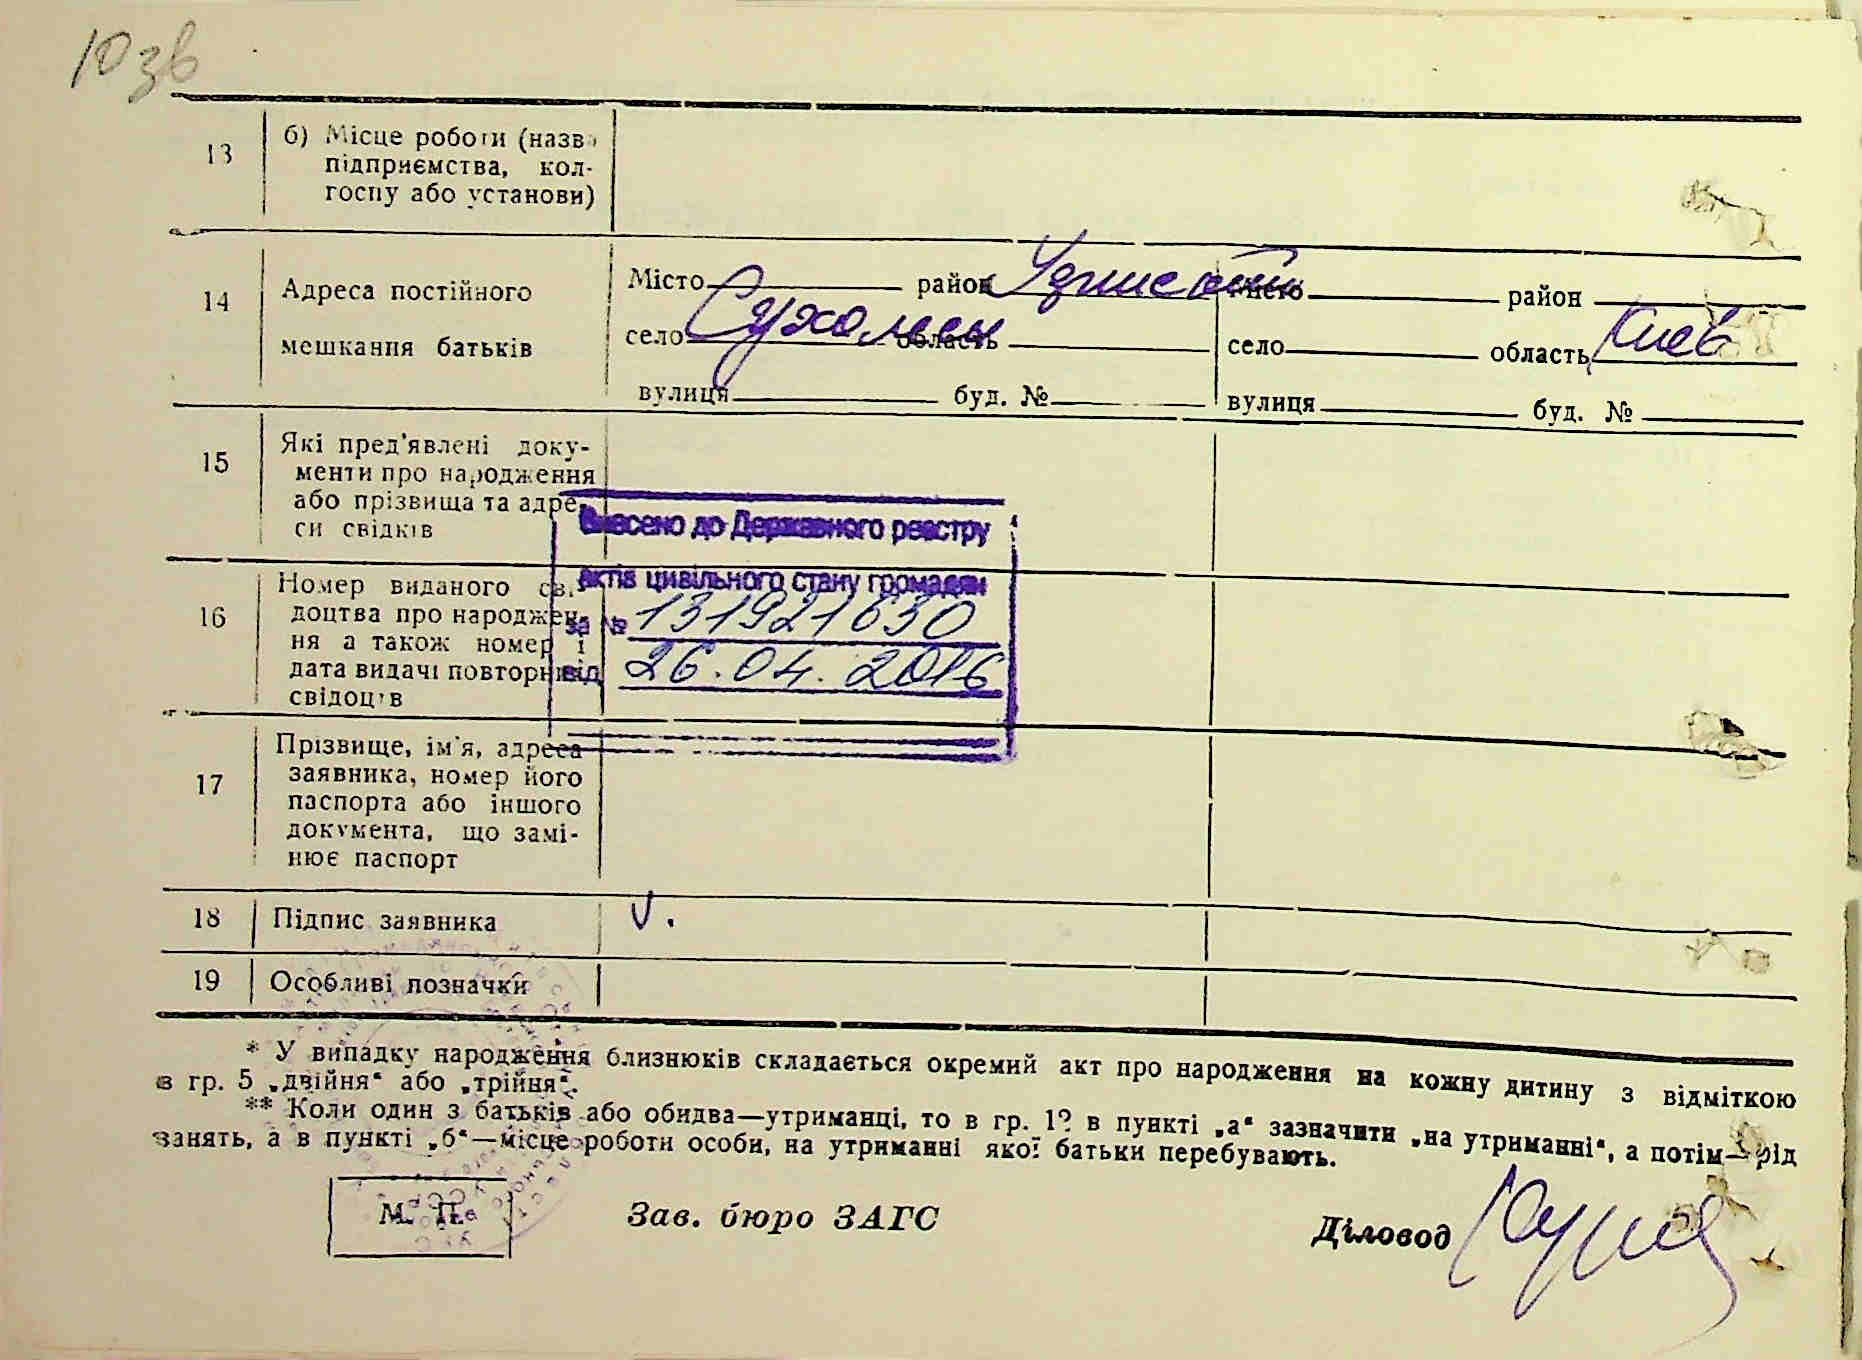 10 зв
13 б) Місце роботи (назва
підприємства, кол-
госпу або установи)
14 Адреса постійного
мешкання батьків
Місто район місто район
село Сухолеси область село область Киев
вулиця буд. № вулиця буд. №
15 Які пред'явлені доку-
менти про народження
або прізвища та адре-
си свідків
Внесено до Державного реєстру
актів цивільного стану громадян
за № 131921630
від 26.04.2016
16 Номер виданого сві-
доцтва про народжен-
ня а також номер і
дата видачі повторних
свідоцтв
17 Прізвище, ім'я, адреса
заявника, номер його
паспорта або іншого
документа, що замі-
нює паспорт
18 Підпис заявника
19 Особливі позначки
* У випадку народження близнюків складається окремий акт про народження на кожну дитину з відміткою
в гр. 5 „двійня“ або „трійня“.
** Коли один з батьків або обидва—утриманці, то в гр. 12 в пункті „а“ зазначити „на утриманні“, а потім—рід
занять, а в пункті „б“—місце роботи особи, на утриманні якої батьки перебувають.
М. П. Зав. бюро ЗАГС Діловод